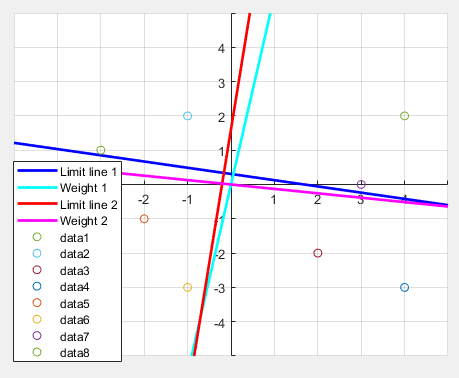 4
3
2
1
-2
-1
1
2
3
4
-1
-2
-3
-4
Limit line 1
Weight 1
Limit line 2
Weight 2
data1
data2
data3
data4
data5
data6
data7
data8